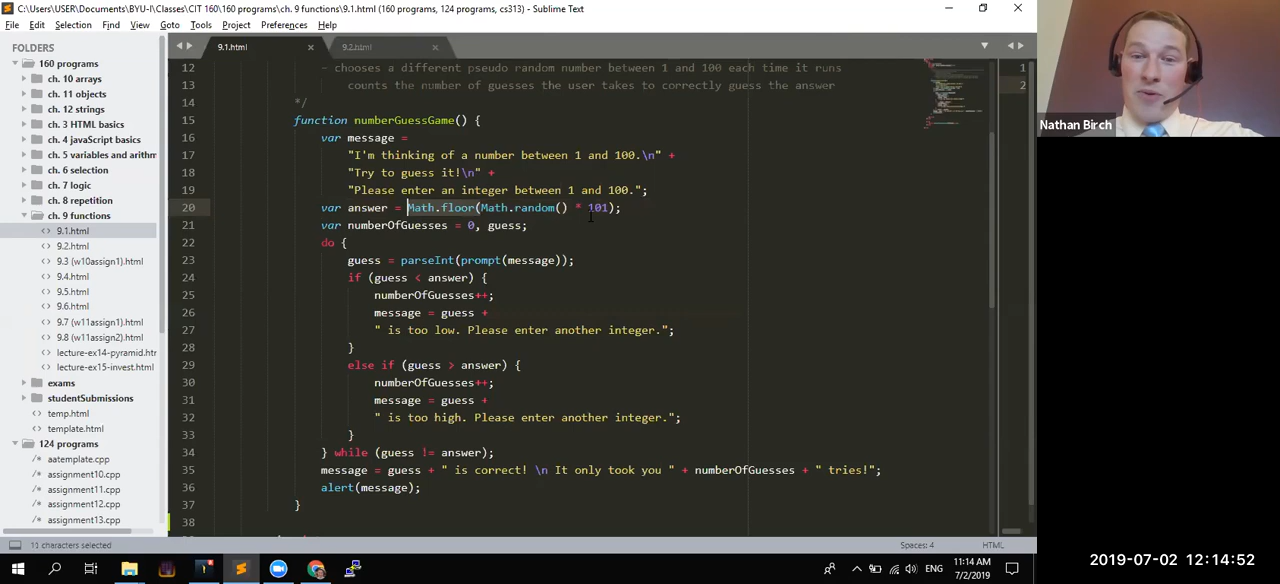 C:\Users\USER\Documents\BYU-I\Classes\CIT 160\160 programs\ch. 9 functions\9.1.html (160 programs, 124 programs, cs313) - Sublime Text
File Edit Selection Find View Goto Tools Project Preferences Help
FOLDERS
160 programs
ch. 10 arrays
ch. 11 objects
ch. 12 strings
ch. 3 HTML basics
ch. 4 javaScript basics
ch. 5 variables and arithm
ch. 6 selection
ch. 7 logic
ch. 8 repetition
ch. 9 functions
9.1.html
9.2.html
9.3 (w10assign1).html
9.4.html
9.5.html
9.6.html
9.7 (w11assign1).html
9.8 (w11assign2).html
lecture-ex14-pyramid.htr
lecture-ex15-invest.html
exams
studentSubmissions
temp.html
template.html
124 programs
aatemplate.cpp
assignment10.cpp
assignment11.cpp
assignment12.cpp
assignment13.cpp
9.1.html 9.2.html
12 - chooses a different pseudo random number between 1 and 100 each time it runs
13 counts the number of guesses the user takes to correctly guess the answer
14 */
15 function numberGuessGame() {
16 var message =
17 "I'm thinking of a number between 1 and 100.\n" +
18 "Try to guess it!\n" +
19 "Please enter an integer between 1 and 100.";
20 var answer = Math.floor(Math.random() * 101);
21 var numberOfGuesses = 0, guess;
22 do {
23 guess = parseInt(prompt(message));
24 if (guess < answer) {
25 numberOfGuesses++;
26 message = guess +
27 " is too low. Please enter another integer.";
28 }
29 else if (guess > answer) {
30 numberOfGuesses++;
31 message = guess +
32 " is too high. Please enter another integer.";
33 }
34 } while (guess != answer);
35 message = guess + " is correct! \n It only took you " + numberOfGuesses + " tries!";
36 alert(message);
37 }
38
1
2
Nathan Birch
11 characters selected
Spaces: 4 HTML
ENG
11:14 AM
7/2/2019
2019-07-02 12:14:52